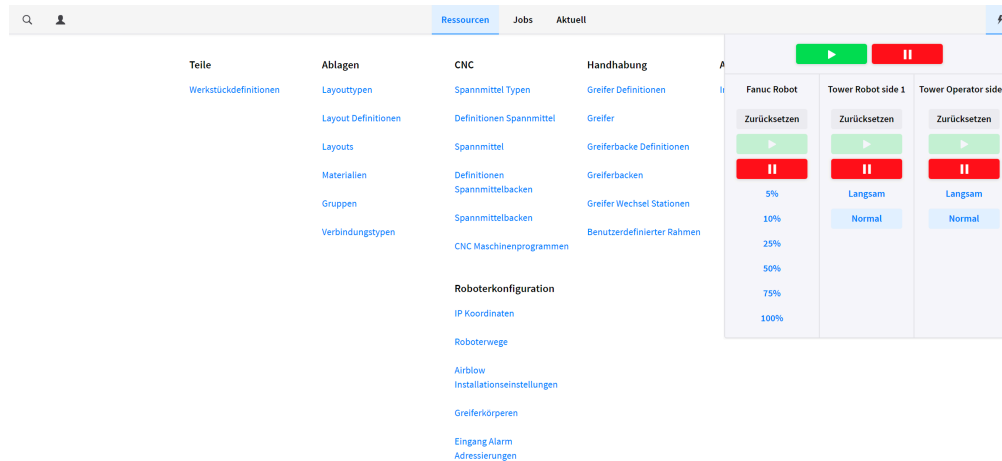 Ressourcen Jobs Aktuell
Teile
Werkstückdefinitionen
Ablagen
Layouttypen
Layout Definitionen
Layouts
Materialien
Gruppen
Verbindungstypen
CNC
Spannmittel Typen
Definitionen Spannmittel
Spannmittel
Definitionen
Spannmittelbacken
Spannmittelbacken
CNC Maschinenprogrammen
Roboterkonfiguration
IP Koordinaten
Roboterwege
Airblow
Installationseinstellungen
Greiferkörperen
Eingang Alarm
Adressierungen
Handhabung
Greifer Definitionen
Greifer
Greiferbacke Definitionen
Greiferbacken
Greifer Wechsel Stationen
Benutzerdefinierter Rahmen
Fanuc Robot
Zurücksetzen
5%
10%
25%
50%
75%
100%
Tower Robot side 1
Zurücksetzen
Langsam
Normal
Tower Operator side
Zurücksetzen
Langsam
Normal